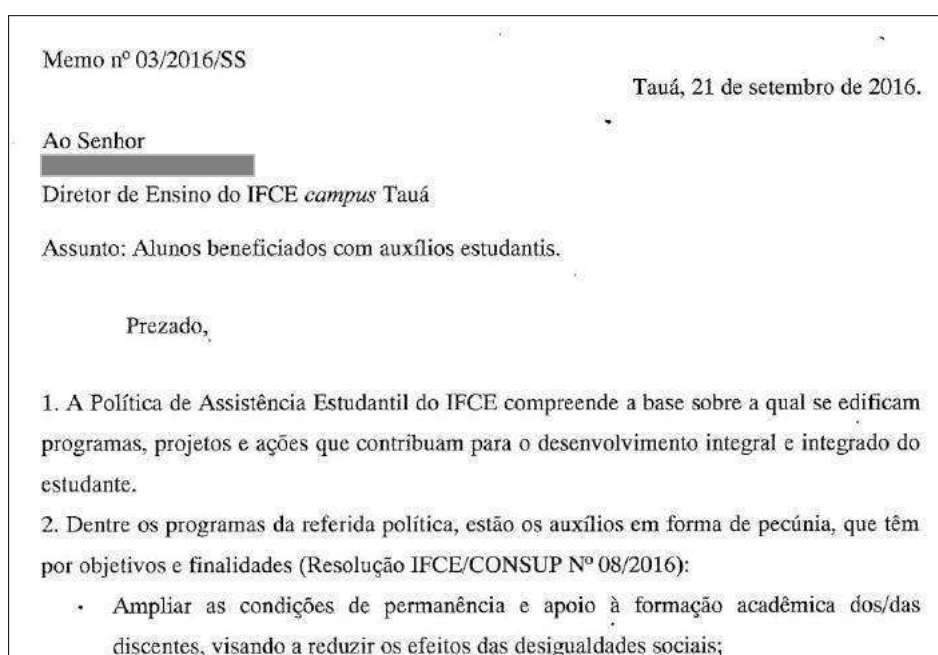 Memo nº 03/2016/SS
Tauá, 21 de setembro de 2016.
Ao Senhor
Diretor de Ensino do IFCE campus Tauá
Assunto: Alunos beneficiados com auxílios estudantis.
Prezado,
1. A Política de Assistência Estudantil do IFCE compreende a base sobre a qual se edificam
programas, projetos e ações que contribuam para o desenvolvimento integral e integrado do
estudante.
2. Dentre os programas da referida política, estão os auxílios em forma de pecúnia, que têm
por objetivos e finalidades (Resolução IFCE/CONSUP Nº 08/2016):
· Ampliar as condições de permanência e apoio à formação acadêmica dos/das
discentes, visando a reduzir os efeitos das desigualdades sociais;